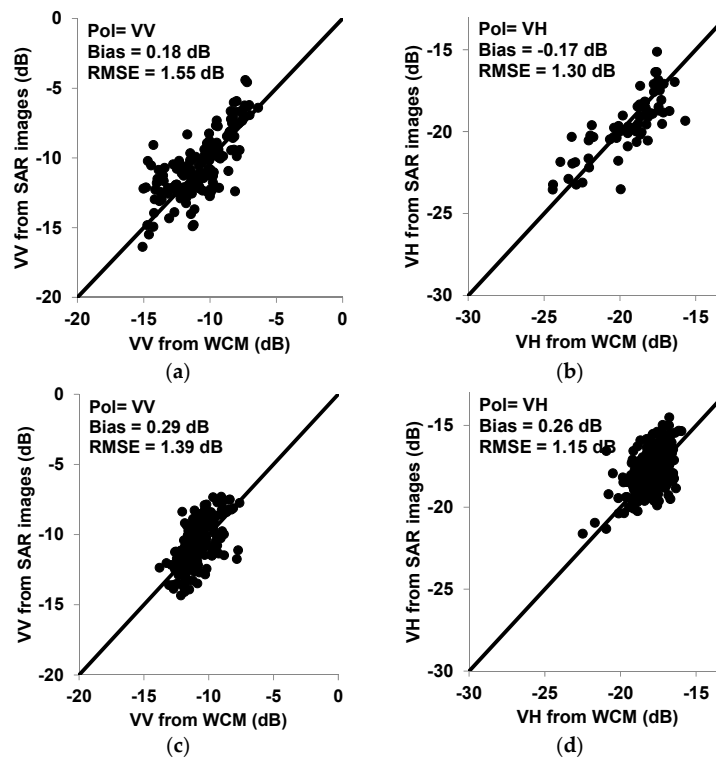 Pol= VV
Bias = 0.18 dB
RMSE = 1.55 dB
0
-5
-10
-15
-20
VV from SAR images (dB)
-20
-15
-10
-5
0
VV from WCM (dB)
(a)
Pol= VH
Bias = -0.17 dB
RMSE = 1.30 dB
-15
-20
-25
-30
VH from SAR images (dB)
-30
-25
-20
-15
VH from WCM (dB)
(b)
Pol= VV
Bias = 0.29 dB
RMSE = 1.39 dB
0
-5
-10
-15
-20
VV from SAR images (dB)
-20
-15
-10
-5
0
VV from WCM (dB)
(c)
Pol= VH
Bias = 0.26 dB
RMSE = 1.15 dB
-15
-20
-25
-30
VH from SAR images (dB)
-30
-25
-20
-15
VH from WCM (dB)
(d)